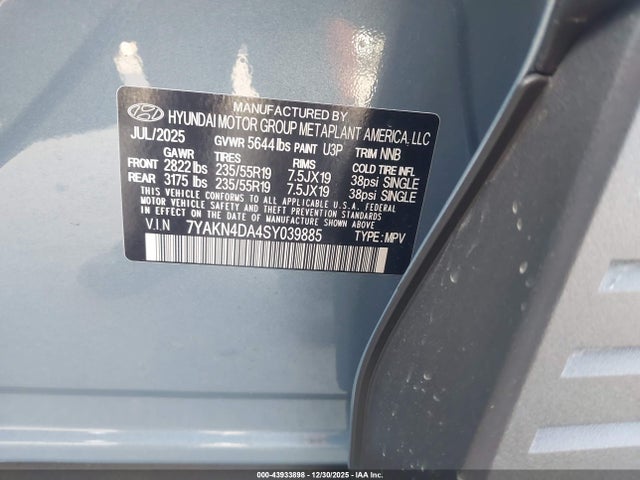 MANUFACTURED BY
HYUNDAI MOTOR GROUP METAPLANT AMERICA, LLC
JUL/2025 GVWR 5644 lbs PAINT U3P TRIM NNB
GAWR TIRES RIMS COLD TIRE INFL
FRONT 2822 lbs 235/55R19 7.5JX19 38psi SINGLE
REAR 3175 lbs 235/55R19 7.5JX19 38psi SINGLE
THIS VEHICLE CONFORMS TO ALL APPLICABLE U.S.A. FEDERAL
MOTOR VEHICLE SAFETY AND THEFT PREVENTION STANDARDS
IN EFFECT ON THE DATE OF MANUFACTURE SHOWN ABOVE.
V.I.N 7YAKN4DA4SY039885 TYPE: MPV
000-43933898 - 12/30/2025 - IAA Inc.